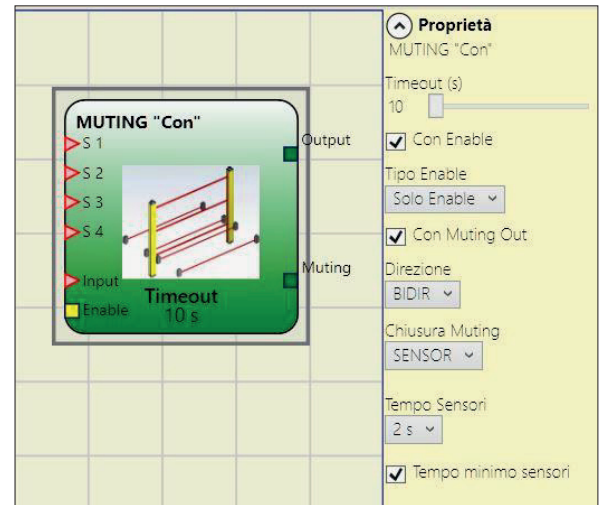 MUTING "Con"
S 1
S 2
S 3
S 4
Input
Enable
Output
Muting
Timeout
10 s
Proprietà
MUTING "Con"
Timeout (s)
10
Con Enable
Tipo Enable
Solo Enable
Con Muting Out
Direzione
BIDIR
Chiusura Muting
SENSOR
Tempo Sensori
2 s
Tempo minimo sensori